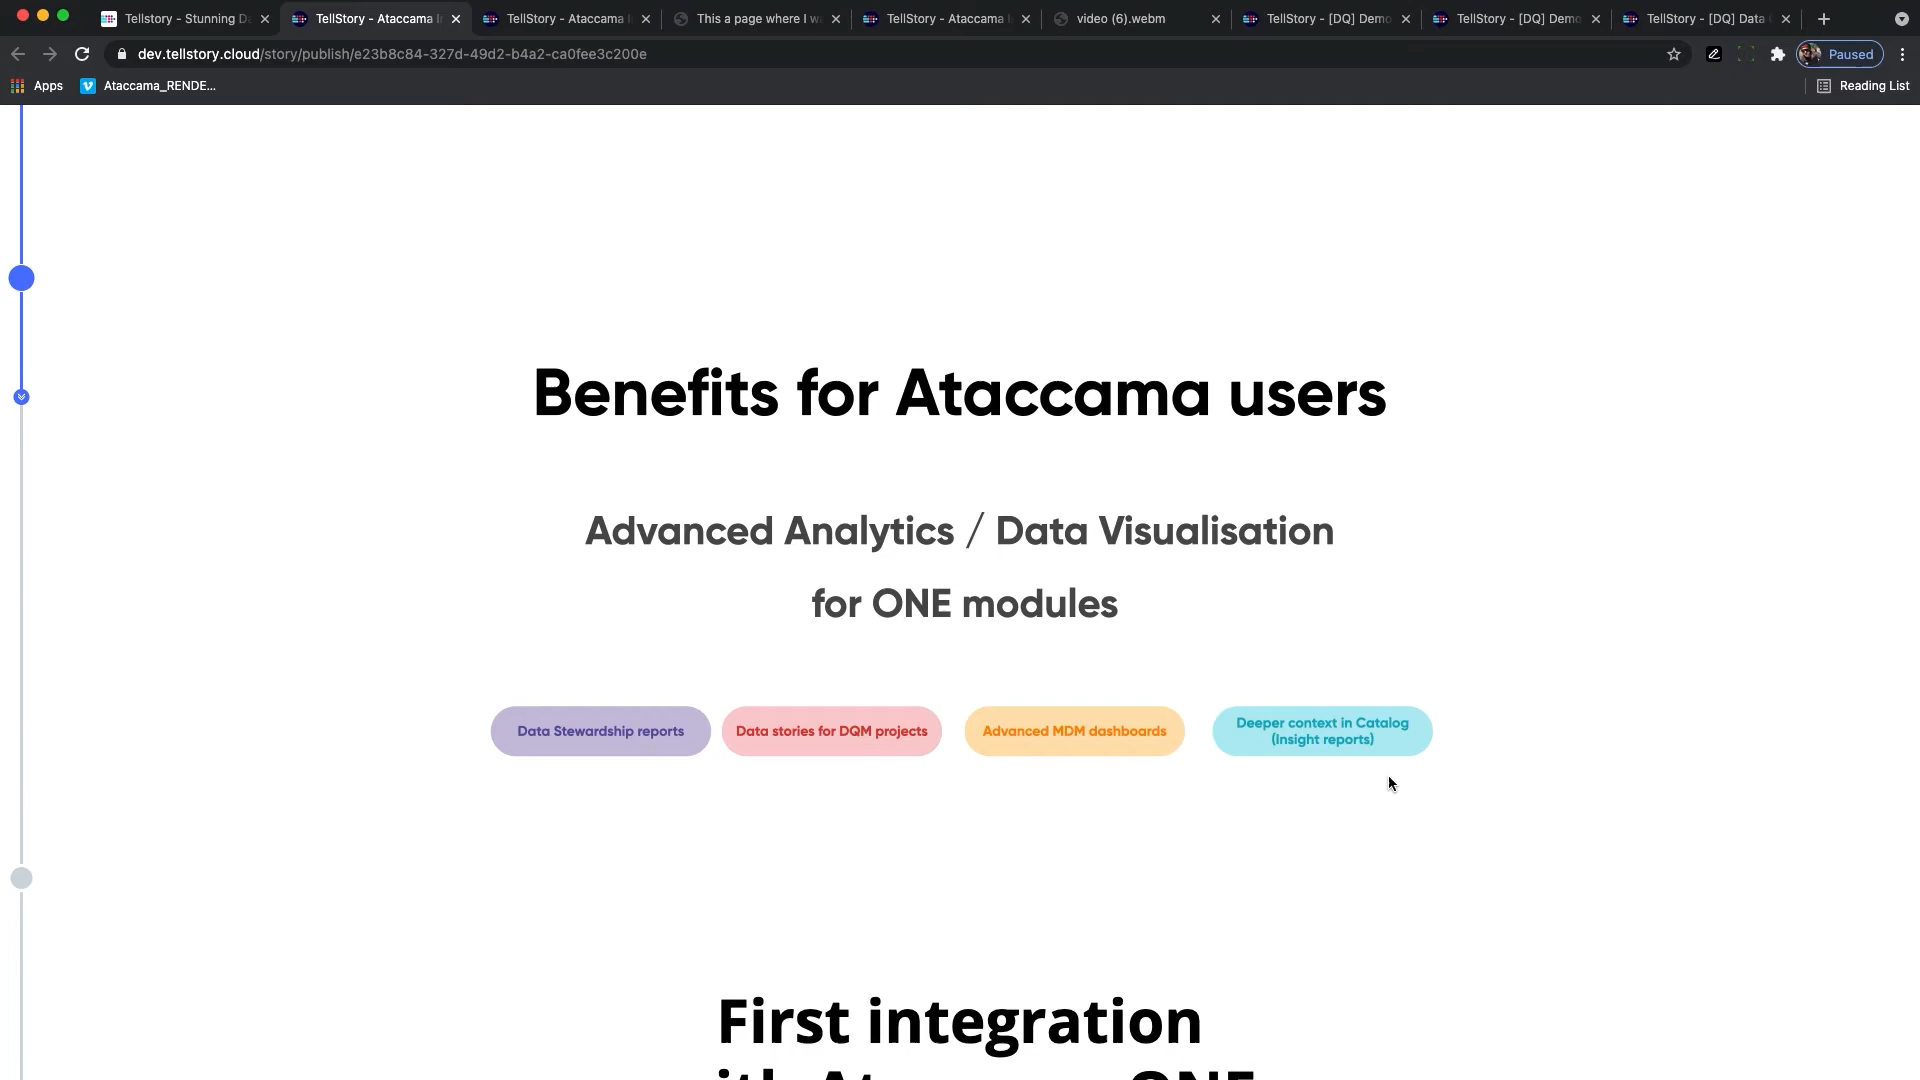 Tellstory - Stunning D
TellStory - Ataccama I
TellStory - Ataccama I
This a page where I w
TellStory - Ataccama I
video (6).webm
TellStory - [DQ] Demo
TellStory - [DQ] Demo
TellStory - [DQ] Data
dev.tellstory.cloud/story/publish/e23b8c84-327d-49d2-b4a2-ca0fee3c200e
Paused
Apps
Ataccama_RENDE...
Reading List
Benefits for Ataccama users
Advanced Analytics / Data Visualisation
for ONE modules
Data Stewardship reports
Data stories for DQM projects
Advanced MDM dashboards
Deeper context in Catalog
(Insight reports)
First integration